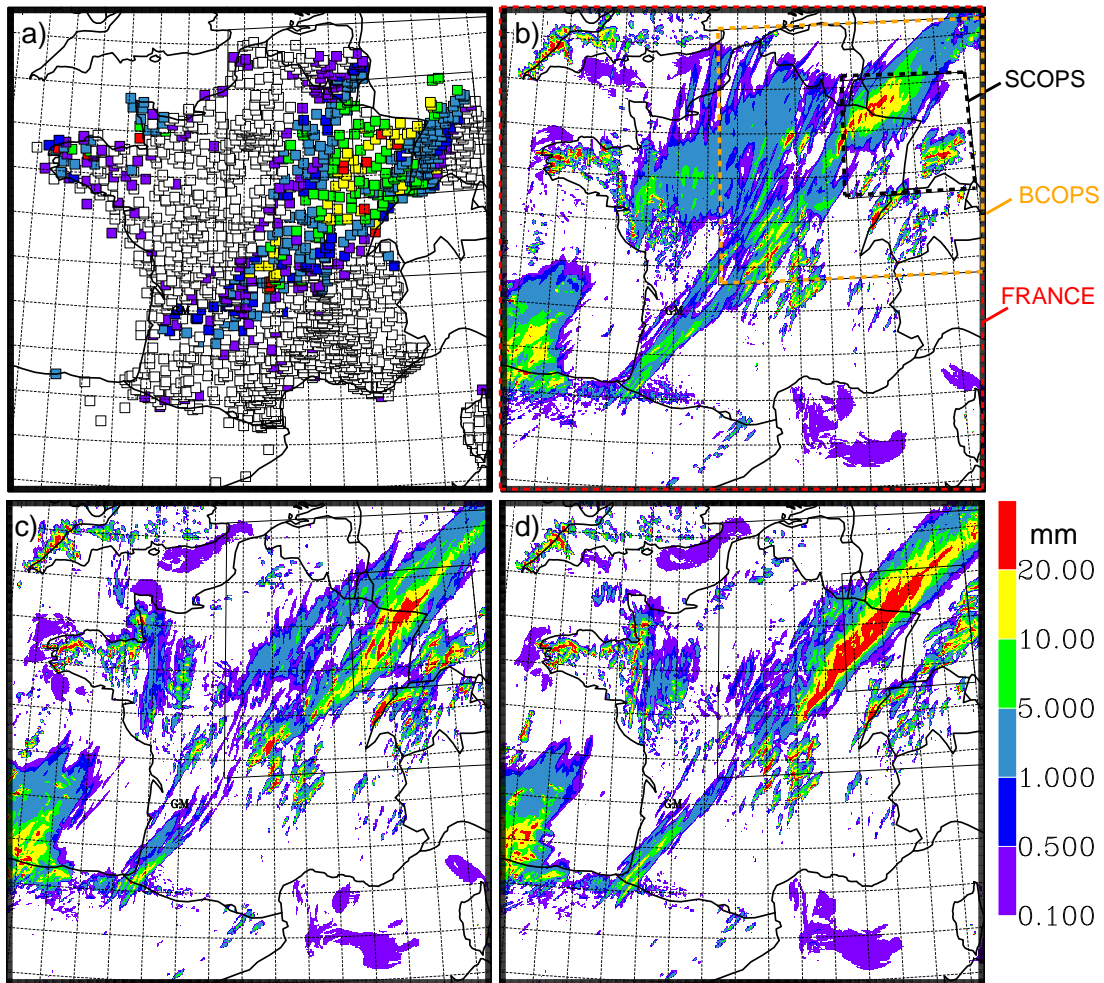 a)
GM
b)
GM
SCOPS
BCOPS
FRANCE
c)
GM
d)
GM
mm
20.00
10.00
5.000
1.000
0.500
0.100